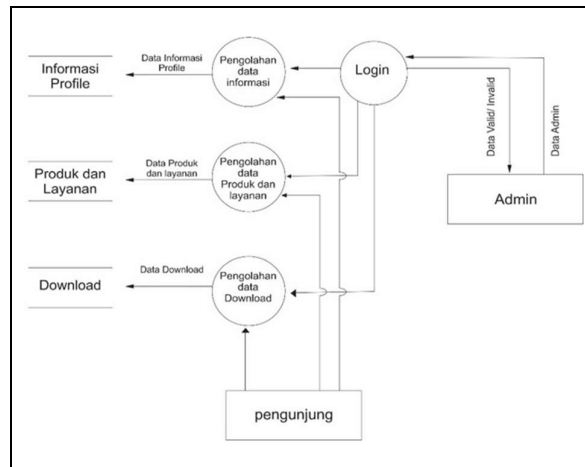 Informasi
Profile
Data Informasi
Profile
Pengolahan
data
informasi
Login
Data Valid/ Invalid
Data Admin
Produk dan
Layanan
Data Produk
dan layanan
Pengolahan
data
Produk dan
layanan
Admin
Download
Data Download
Pengolahan
data
Download
pengunjung